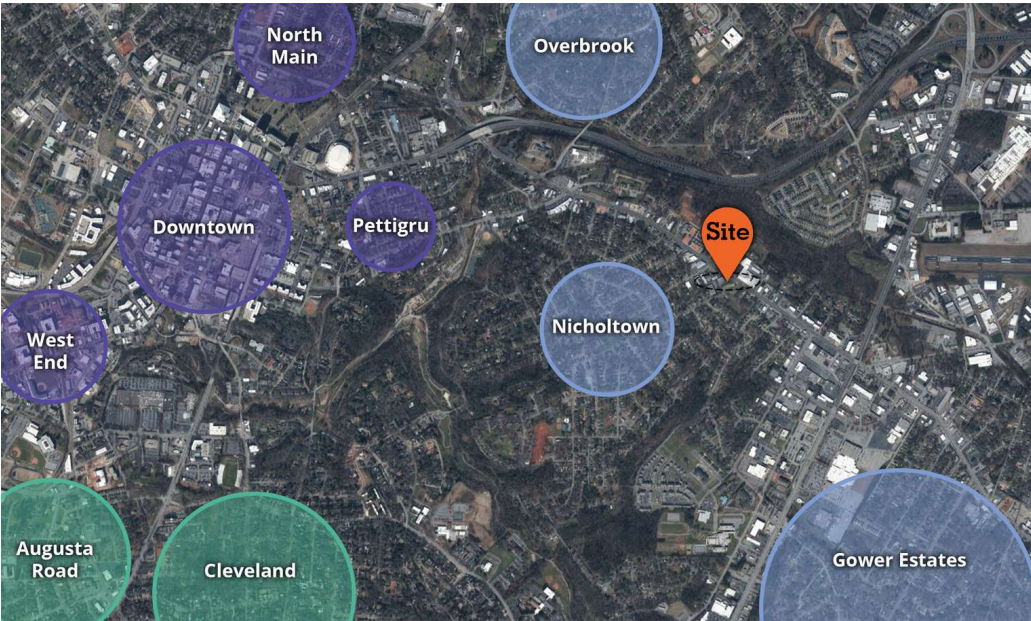 North
Main
Overbrook
Downtown
Pettigru
Site
West
End
Nicholtown
Augusta
Road
Cleveland
Gower Estates